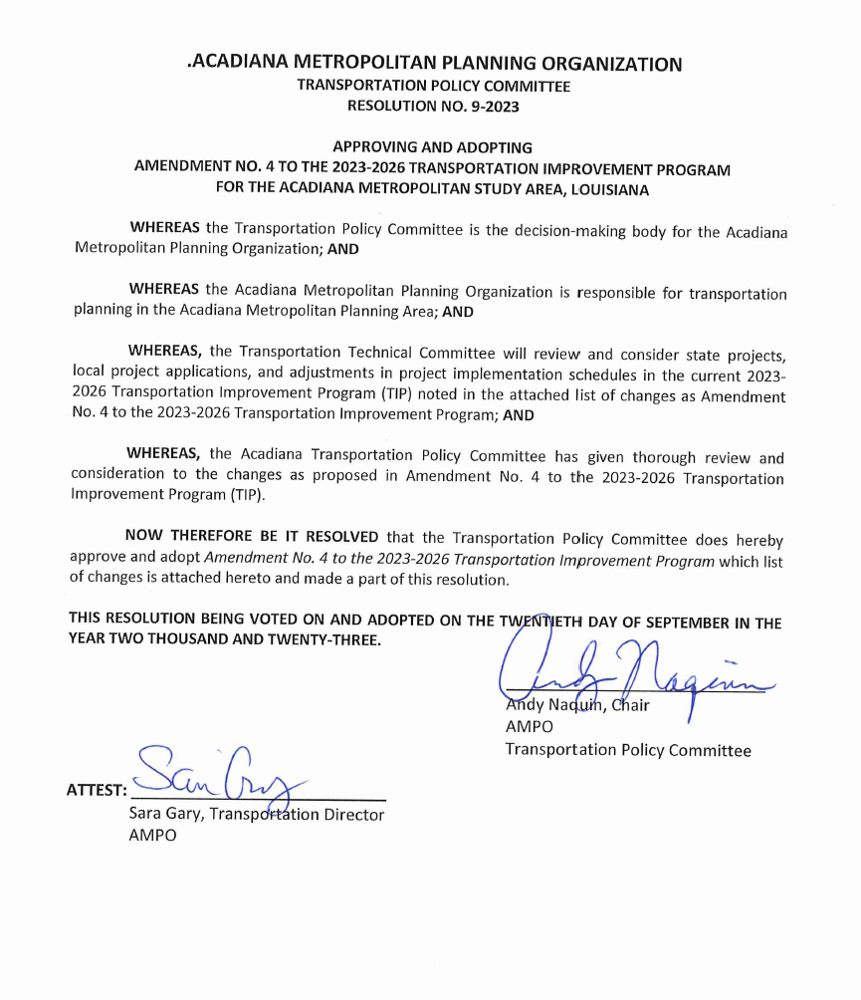 .ACADIANA METROPOLITAN PLANNING ORGANIZATION
TRANSPORTATION POLICY COMMITTEE
RESOLUTION NO. 9-2023
APPROVING AND ADOPTING
AMENDMENT NO. 4 TO THE 2023-2026 TRANSPORTATION IMPROVEMENT PROGRAM
FOR THE ACADIANA METROPOLITAN STUDY AREA, LOUISIANA
WHEREAS the Transportation Policy Committee is the decision-making body for the Acadiana
Metropolitan Planning Organization; AND
WHEREAS the Acadiana Metropolitan Planning Organization is responsible for transportation
planning in the Acadiana Metropolitan Planning Area; AND
WHEREAS, the Transportation Technical Committee will review and consider state projects,
local project applications, and adjustments in project implementation schedules in the current 2023-
2026 Transportation Improvement Program (TIP) noted in the attached list of changes as Amendment
No. 4 to the 2023-2026 Transportation Improvement Program; AND
WHEREAS, the Acadiana Transportation Policy Committee has given thorough review and
consideration to the changes as proposed in Amendment No. 4 to the 2023-2026 Transportation
Improvement Program (TIP).
NOW THEREFORE BE IT RESOLVED that the Transportation Policy Committee does hereby
approve and adopt Amendment No. 4 to the 2023-2026 Transportation Improvement Program which list
of changes is attached hereto and made a part of this resolution.
THIS RESOLUTION BEING VOTED ON AND ADOPTED ON THE TWENTIETH DAY OF SEPTEMBER IN THE
YEAR TWO THOUSAND AND TWENTY-THREE.
Andy Naquin
Andy Naquin, Chair
AMPO
Transportation Policy Committee
ATTEST: Sara Gary
Sara Gary, Transportation Director
AMPO